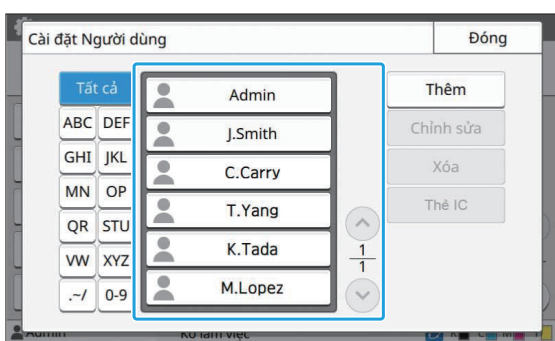 Cài đặt Người dùng
Đóng
Tất cả
ABC DEF
GHI JKL
MN OP
QR STU
VW XYZ
.~/ 0-9
Admin
J.Smith
C.Carry
T.Yang
K.Tada
M.Lopez
1
1
Thêm
Chỉnh sửa
Xóa
Thẻ IC